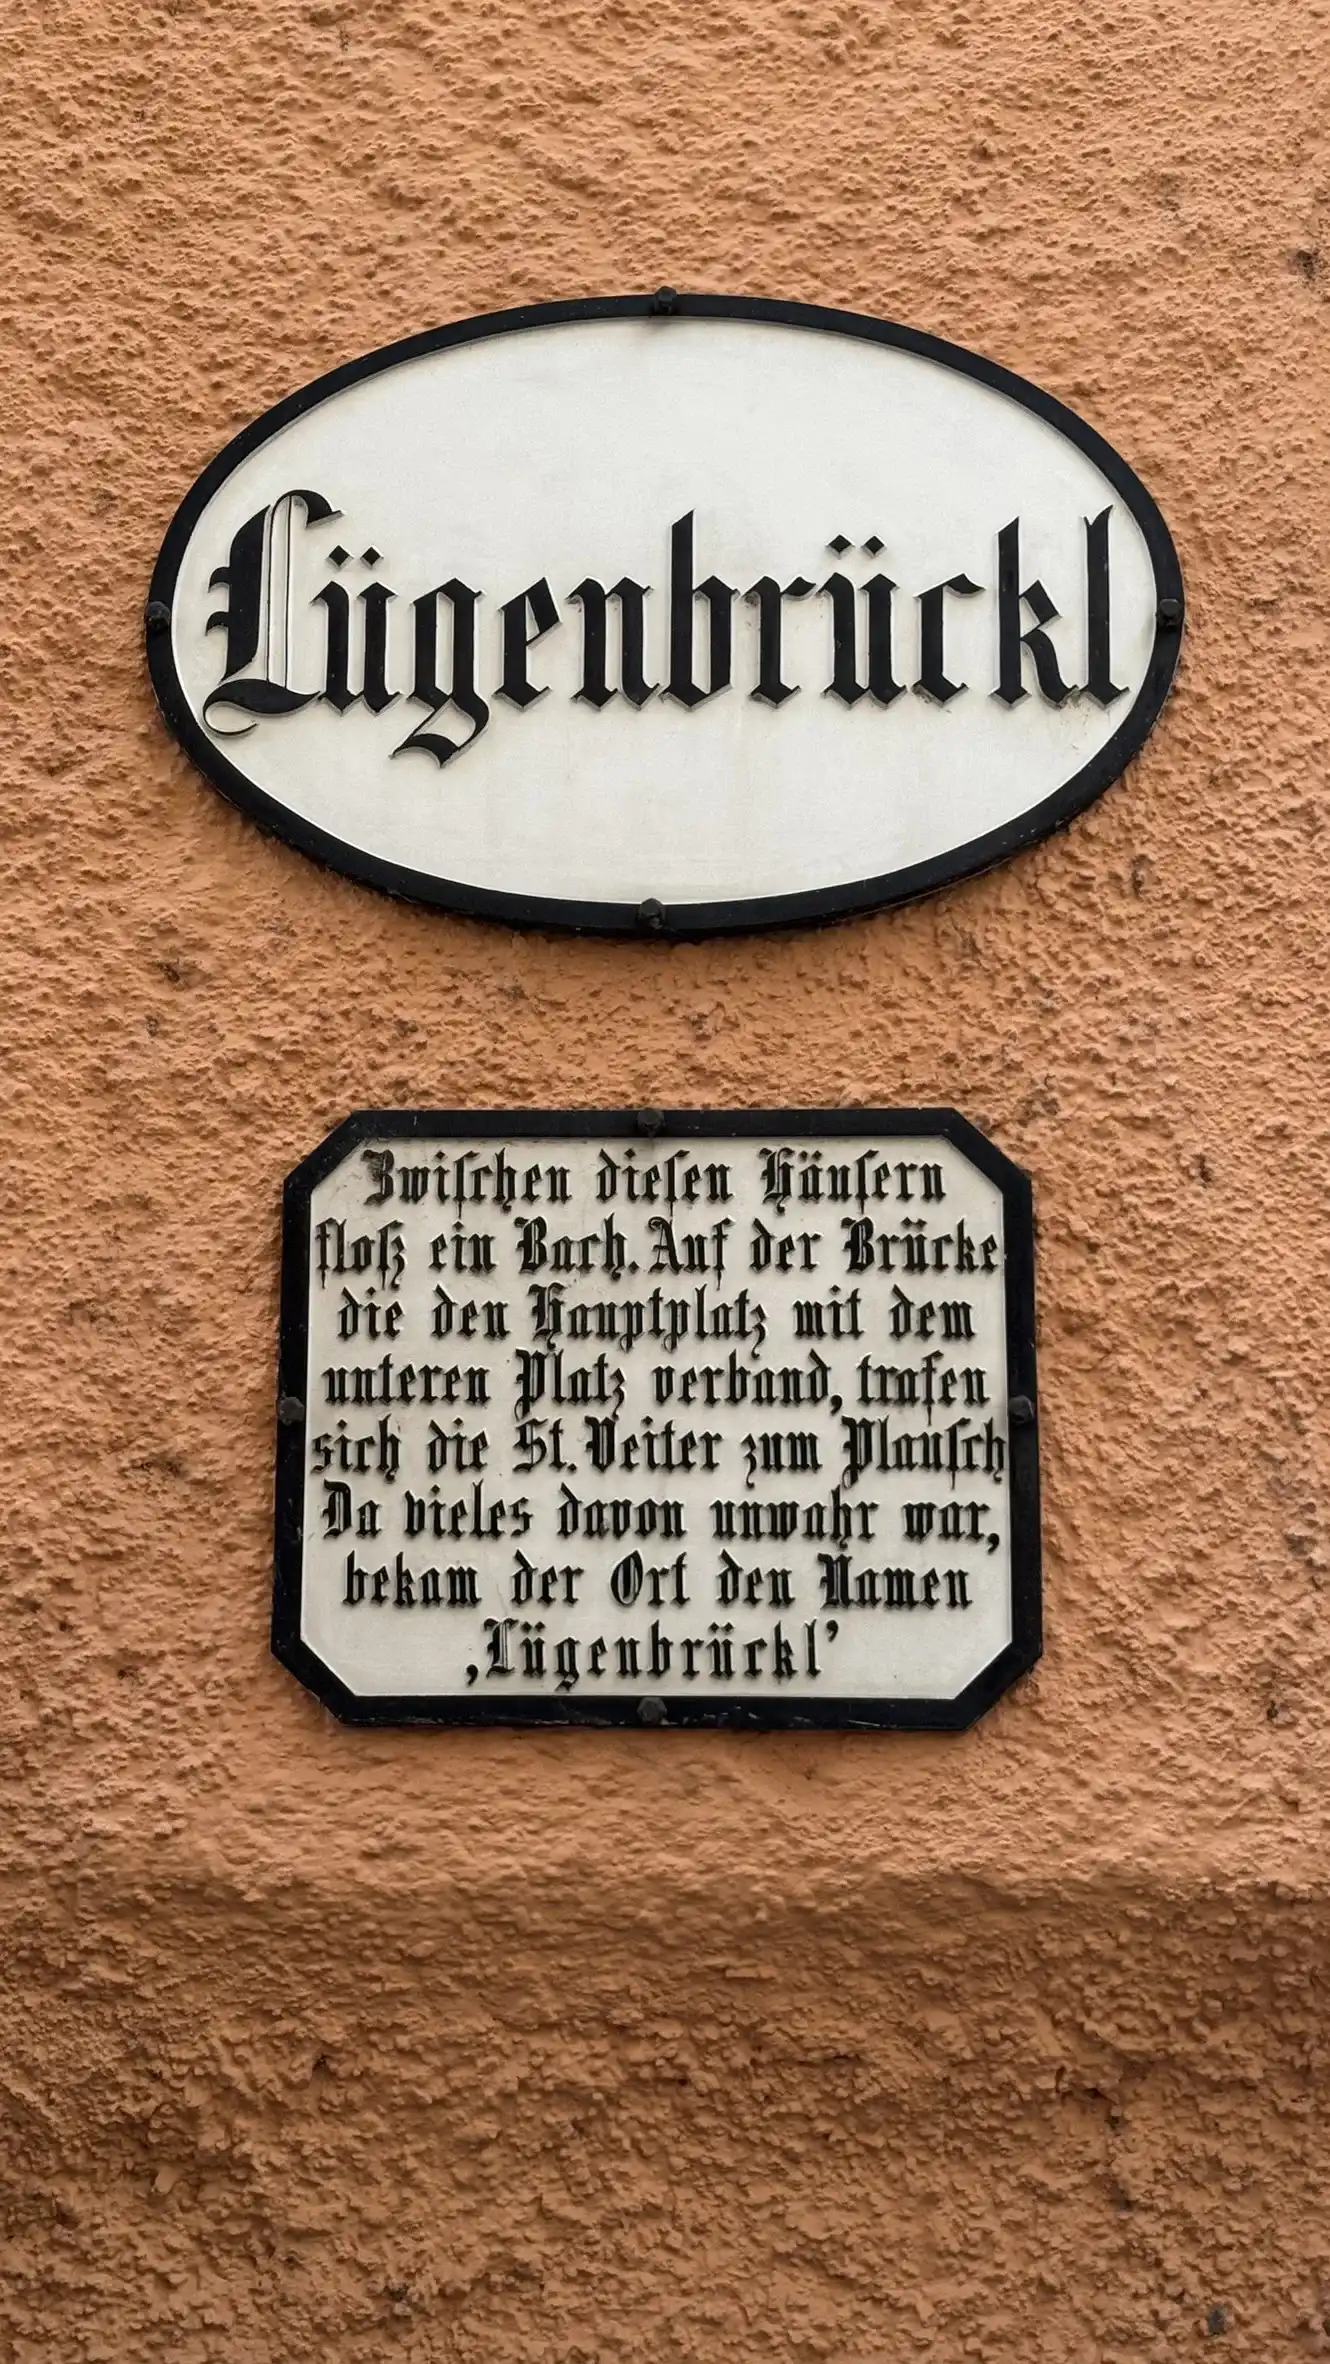 Lügenbrückl
Zwiſchen dieſen Häuſern
floß ein Bach. Auf der Brücke
die den Hauptplatz mit dem
unteren Platz verband, trafen
sich die St. Veiter zum Plauſch
Da vieles davon unwahr war,
bekam der Ort den Namen
‚Lügenbrückl’